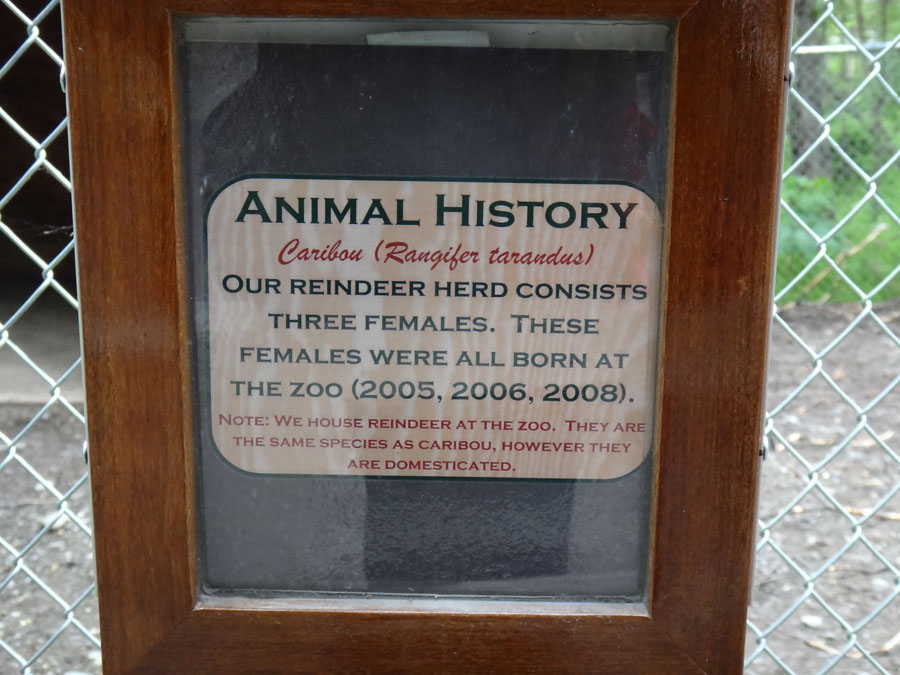 ANIMAL HISTORY
Caribou (Rangifer tarandus)
OUR REINDEER HERD CONSISTS
THREE FEMALES. THESE
FEMALES WERE ALL BORN AT
THE ZOO (2005, 2006, 2008).
NOTE: WE HOUSE REINDEER AT THE ZOO. THEY ARE
THE SAME SPECIES AS CARIBOU, HOWEVER THEY
ARE DOMESTICATED.